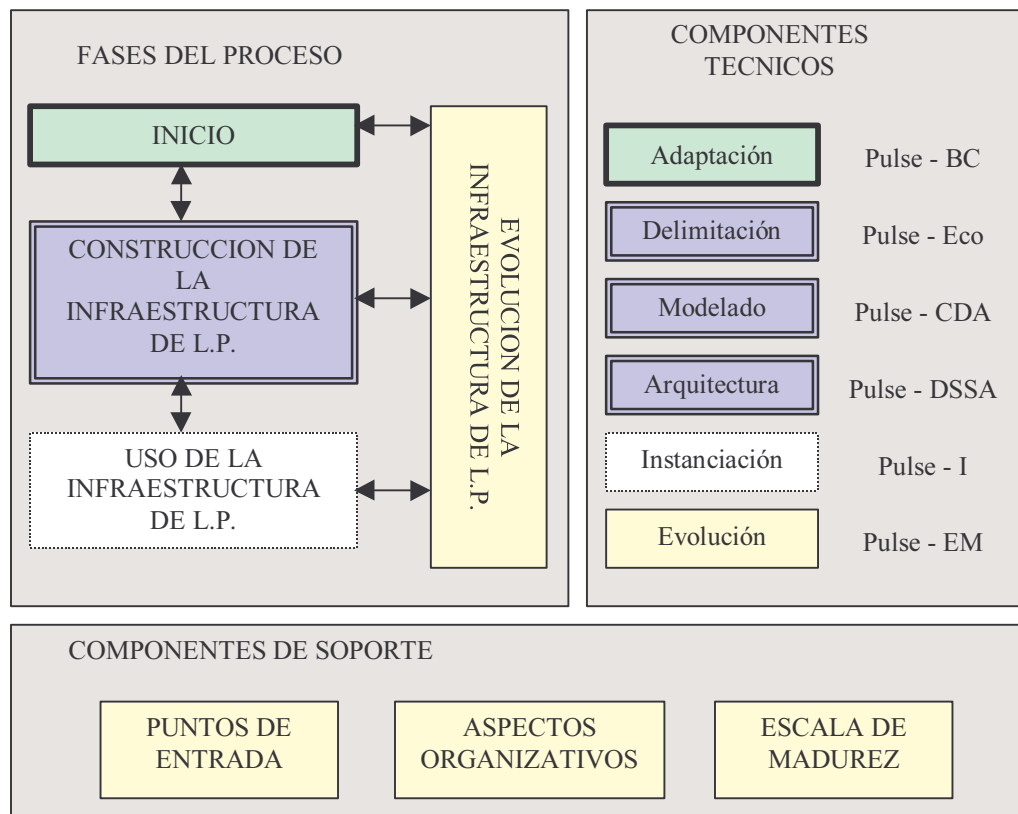 FASES DEL PROCESO
INICIO
CONSTRUCCION DE
LA
INFRAESTRUCTURA
DE L.P.
USO DE LA
INFRAESTRUCTURA
DE L.P.
EVOLUCION DE LA
INFRAESTRUCTURA DE L.P.
COMPONENTES
TECNICOS
Adaptación
Pulse - BC
Delimitación
Pulse - Eco
Modelado
Pulse - CDA
Arquitectura
Pulse - DSSA
Instanciación
Pulse - I
Evolución
Pulse - EM
COMPONENTES DE SOPORTE
PUNTOS DE
ENTRADA
ASPECTOS
ORGANIZATIVOS
ESCALA DE
MADUREZ